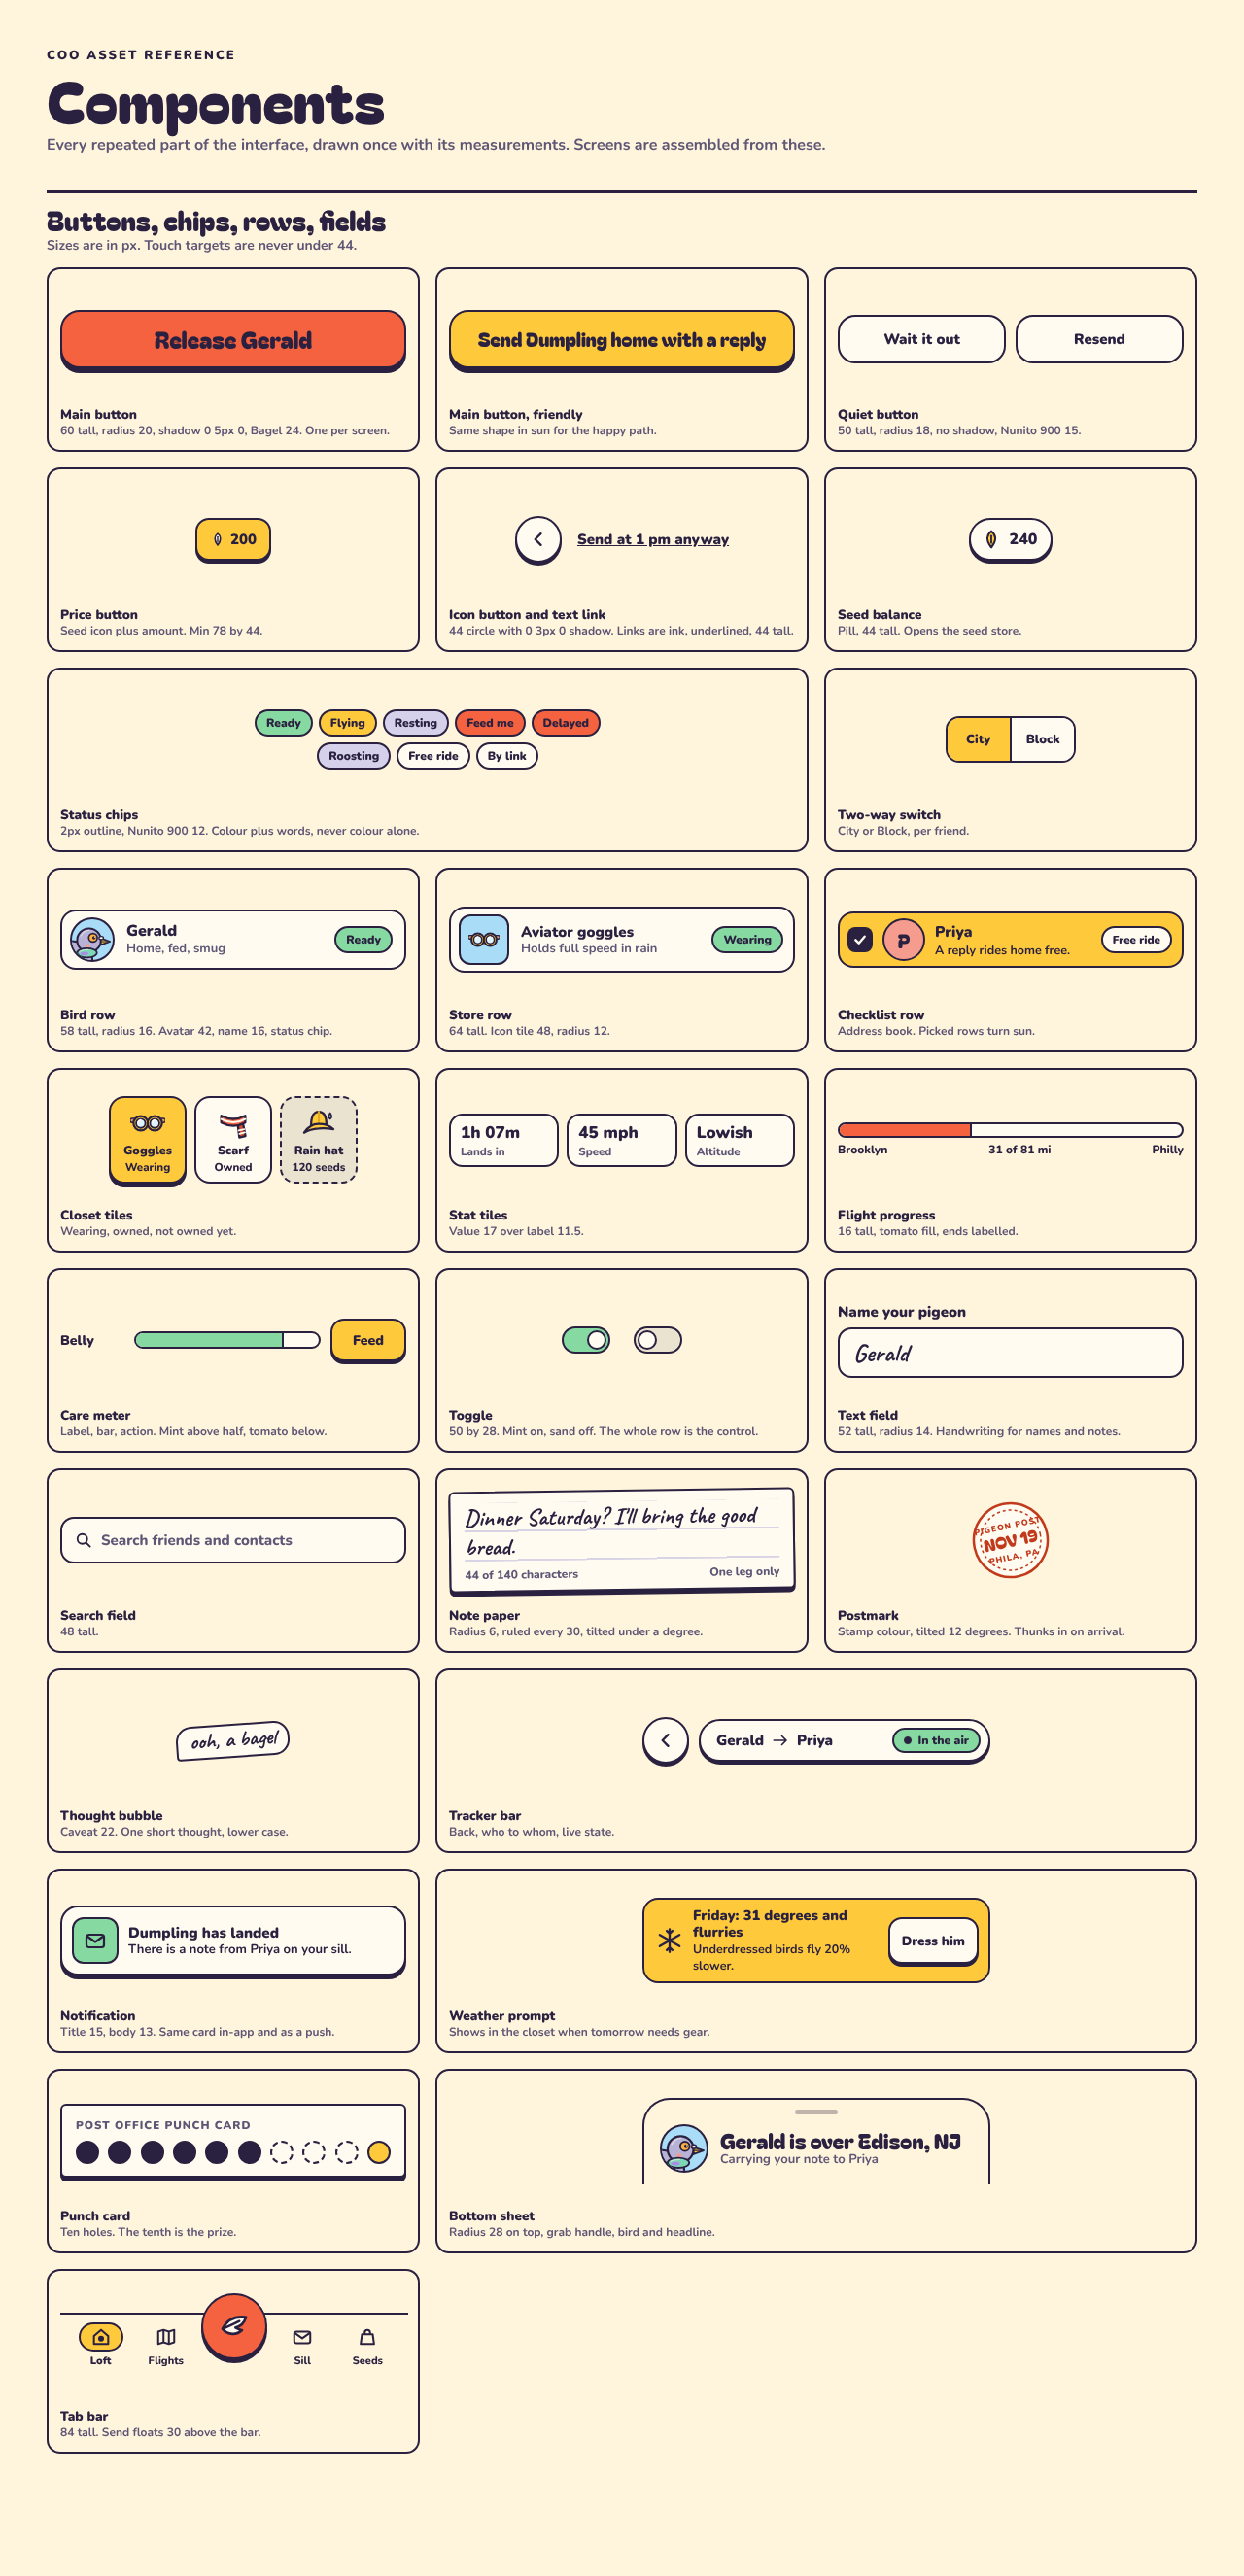 COO ASSET REFERENCE
Components
Every repeated part of the interface, drawn once with its measurements. Screens are assembled from these.
Buttons, chips, rows, fields
Sizes are in px. Touch targets are never under 44.
Release Gerald
Main button
60 tall, radius 20, shadow 0 5px 0, Bagel 24. One per screen.
Send Dumpling home with a reply
Main button, friendly
Same shape in sun for the happy path.
Wait it out
Resend
Quiet button
50 tall, radius 18, no shadow, Nunito 900 15.
200
Price button
Seed icon plus amount. Min 78 by 44.
Send at 1 pm anyway
Icon button and text link
44 circle with 0 3px 0 shadow. Links are ink, underlined, 44 tall.
240
Seed balance
Pill, 44 tall. Opens the seed store.
Ready
Flying
Resting
Feed me
Delayed
Roosting
Free ride
By link
Status chips
2px outline, Nunito 900 12. Colour plus words, never colour alone.
City
Block
Two-way switch
City or Block, per friend.
Gerald
Home, fed, smug
Ready
Bird row
58 tall, radius 16. Avatar 42, name 16, status chip.
Aviator goggles
Holds full speed in rain
Wearing
Store row
64 tall. Icon tile 48, radius 12.
P
Priya
A reply rides home free.
Free ride
Checklist row
Address book. Picked rows turn sun.
Goggles
Wearing
Scarf
Owned
Rain hat
120 seeds
Closet tiles
Wearing, owned, not owned yet.
1h 07m
Lands in
45 mph
Speed
Lowish
Altitude
Stat tiles
Value 17 over label 11.5.
Brooklyn
31 of 81 mi
Philly
Flight progress
16 tall, tomato fill, ends labelled.
Belly
Feed
Care meter
Label, bar, action. Mint above half, tomato below.
Toggle
50 by 28. Mint on, sand off. The whole row is the control.
Name your pigeon
Gerald
Text field
52 tall, radius 14. Handwriting for names and notes.
Search friends and contacts
Search field
48 tall.
Dinner Saturday? I'll bring the good
bread.
44 of 140 characters
One leg only
Note paper
Radius 6, ruled every 30, tilted under a degree.
PIGEON POST
NOV 19
PHILA, PA
Postmark
Stamp colour, tilted 12 degrees. Thunks in on arrival.
ooh, a bagel
Thought bubble
Caveat 22. One short thought, lower case.
Gerald → Priya
In the air
Tracker bar
Back, who to whom, live state.
Dumpling has landed
There is a note from Priya on your sill.
Notification
Title 15, body 13. Same card in-app and as a push.
Friday: 31 degrees and
flurries
Underdressed birds fly 20%
slower.
Dress him
Weather prompt
Shows in the closet when tomorrow needs gear.
POST OFFICE PUNCH CARD
Punch card
Ten holes. The tenth is the prize.
Gerald is over Edison, NJ
Carrying your note to Priya
Bottom sheet
Radius 28 on top, grab handle, bird and headline.
Loft
Flights
Sill
Seeds
Tab bar
84 tall. Send floats 30 above the bar.